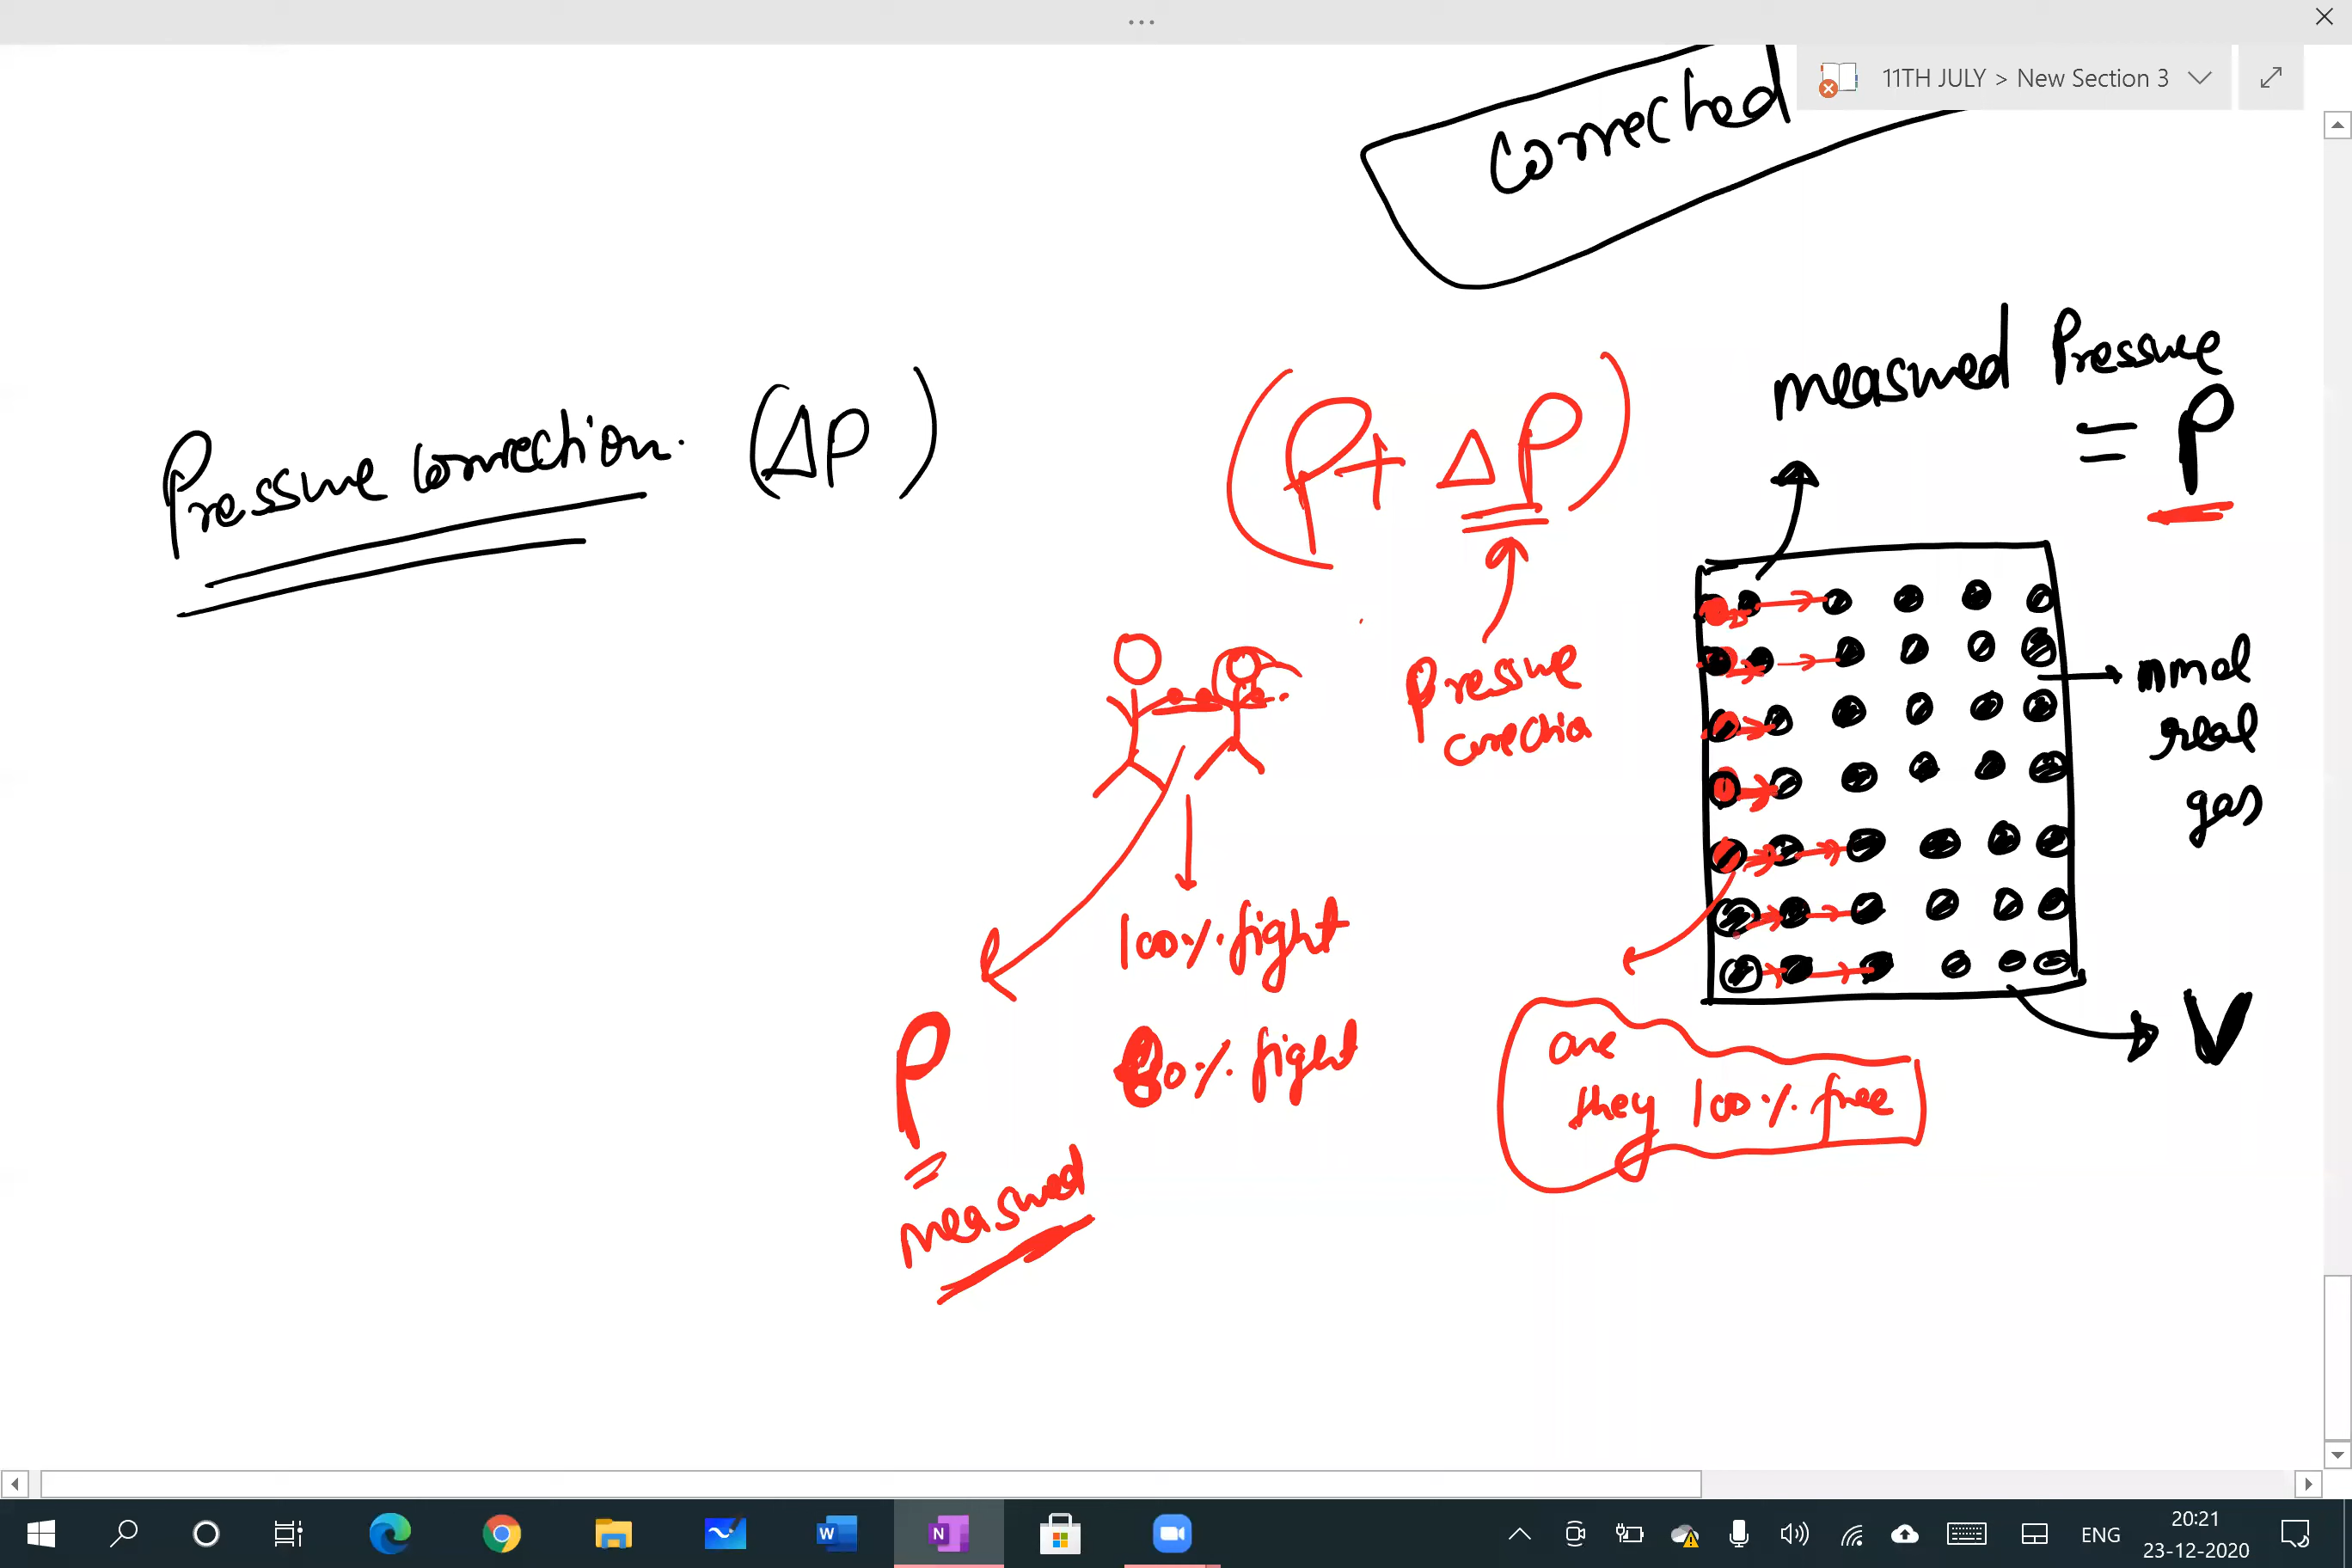 11TH JULY > New Section 3
Corrected
measured Pressure
= P
Pressure correction. (ΔP)
(P+ ΔP)
Pressure
correction
n mol
real
gas
100% fight
80% fight
P
measured
are
they 100% free
V
ENG
20:21
23-12-2020